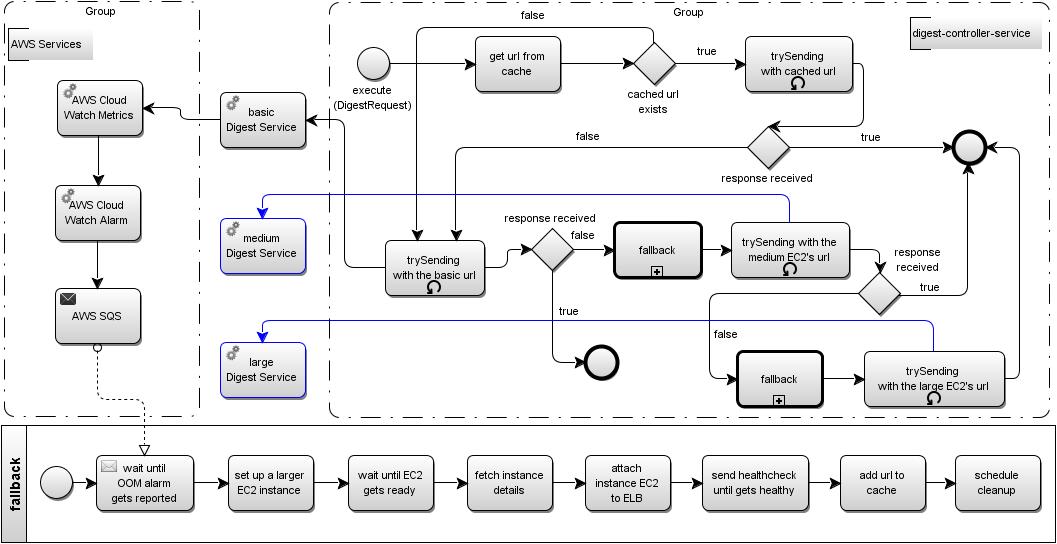 Group
Group
AWS Services
digest-controller-service
false
get url from
cache
true
trySending
with cached url
execute
(DigestRequest)
cached url
exists
AWS Cloud
Watch Metrics
basic
Digest Service
false
true
response received
AWS Cloud
Watch Alarm
medium
Digest Service
response received
false
fallback
trySending with the
medium EC2's url
trySending
with the basic url
response
received
true
AWS SQS
true
false
large
Digest Service
fallback
trySending
with the large EC2's url
fallback
wait until
OOM alarm
gets reported
set up a larger
EC2 instance
wait until EC2
gets ready
fetch instance
details
attach
instance EC2
to ELB
send healthcheck
until gets healthy
add url to
cache
schedule
cleanup